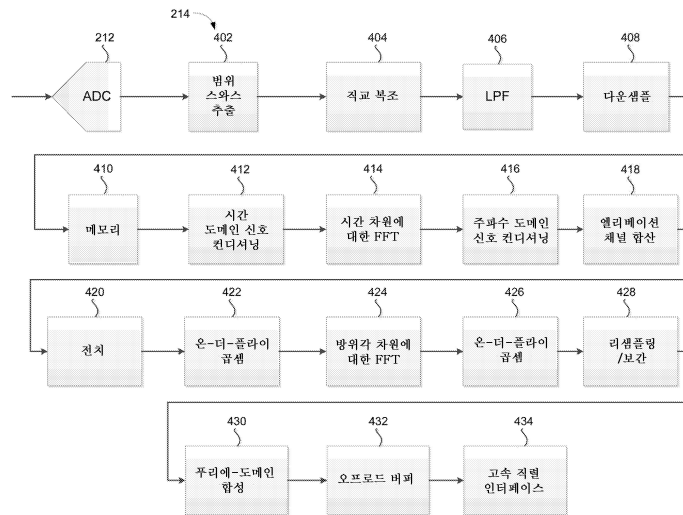 214
212
402
404
406
408
ADC
범위
스와스
추출
직교 복조
LPF
다운샘플
410
412
414
416
418
메모리
시간
도메인 신호
컨디셔닝
시간 차원에
대한 FFT
주파수 도메인
신호 컨디셔닝
엘리베이션
채널 합산
420
422
424
426
428
전치
온-더-플라이
곱셈
방위각 차원에
대한 FFT
온-더-플라이
곱셈
리샘플링
/보간
430
432
434
푸리에-도메인
합성
오프로드 버퍼
고속 직렬
인터페이스